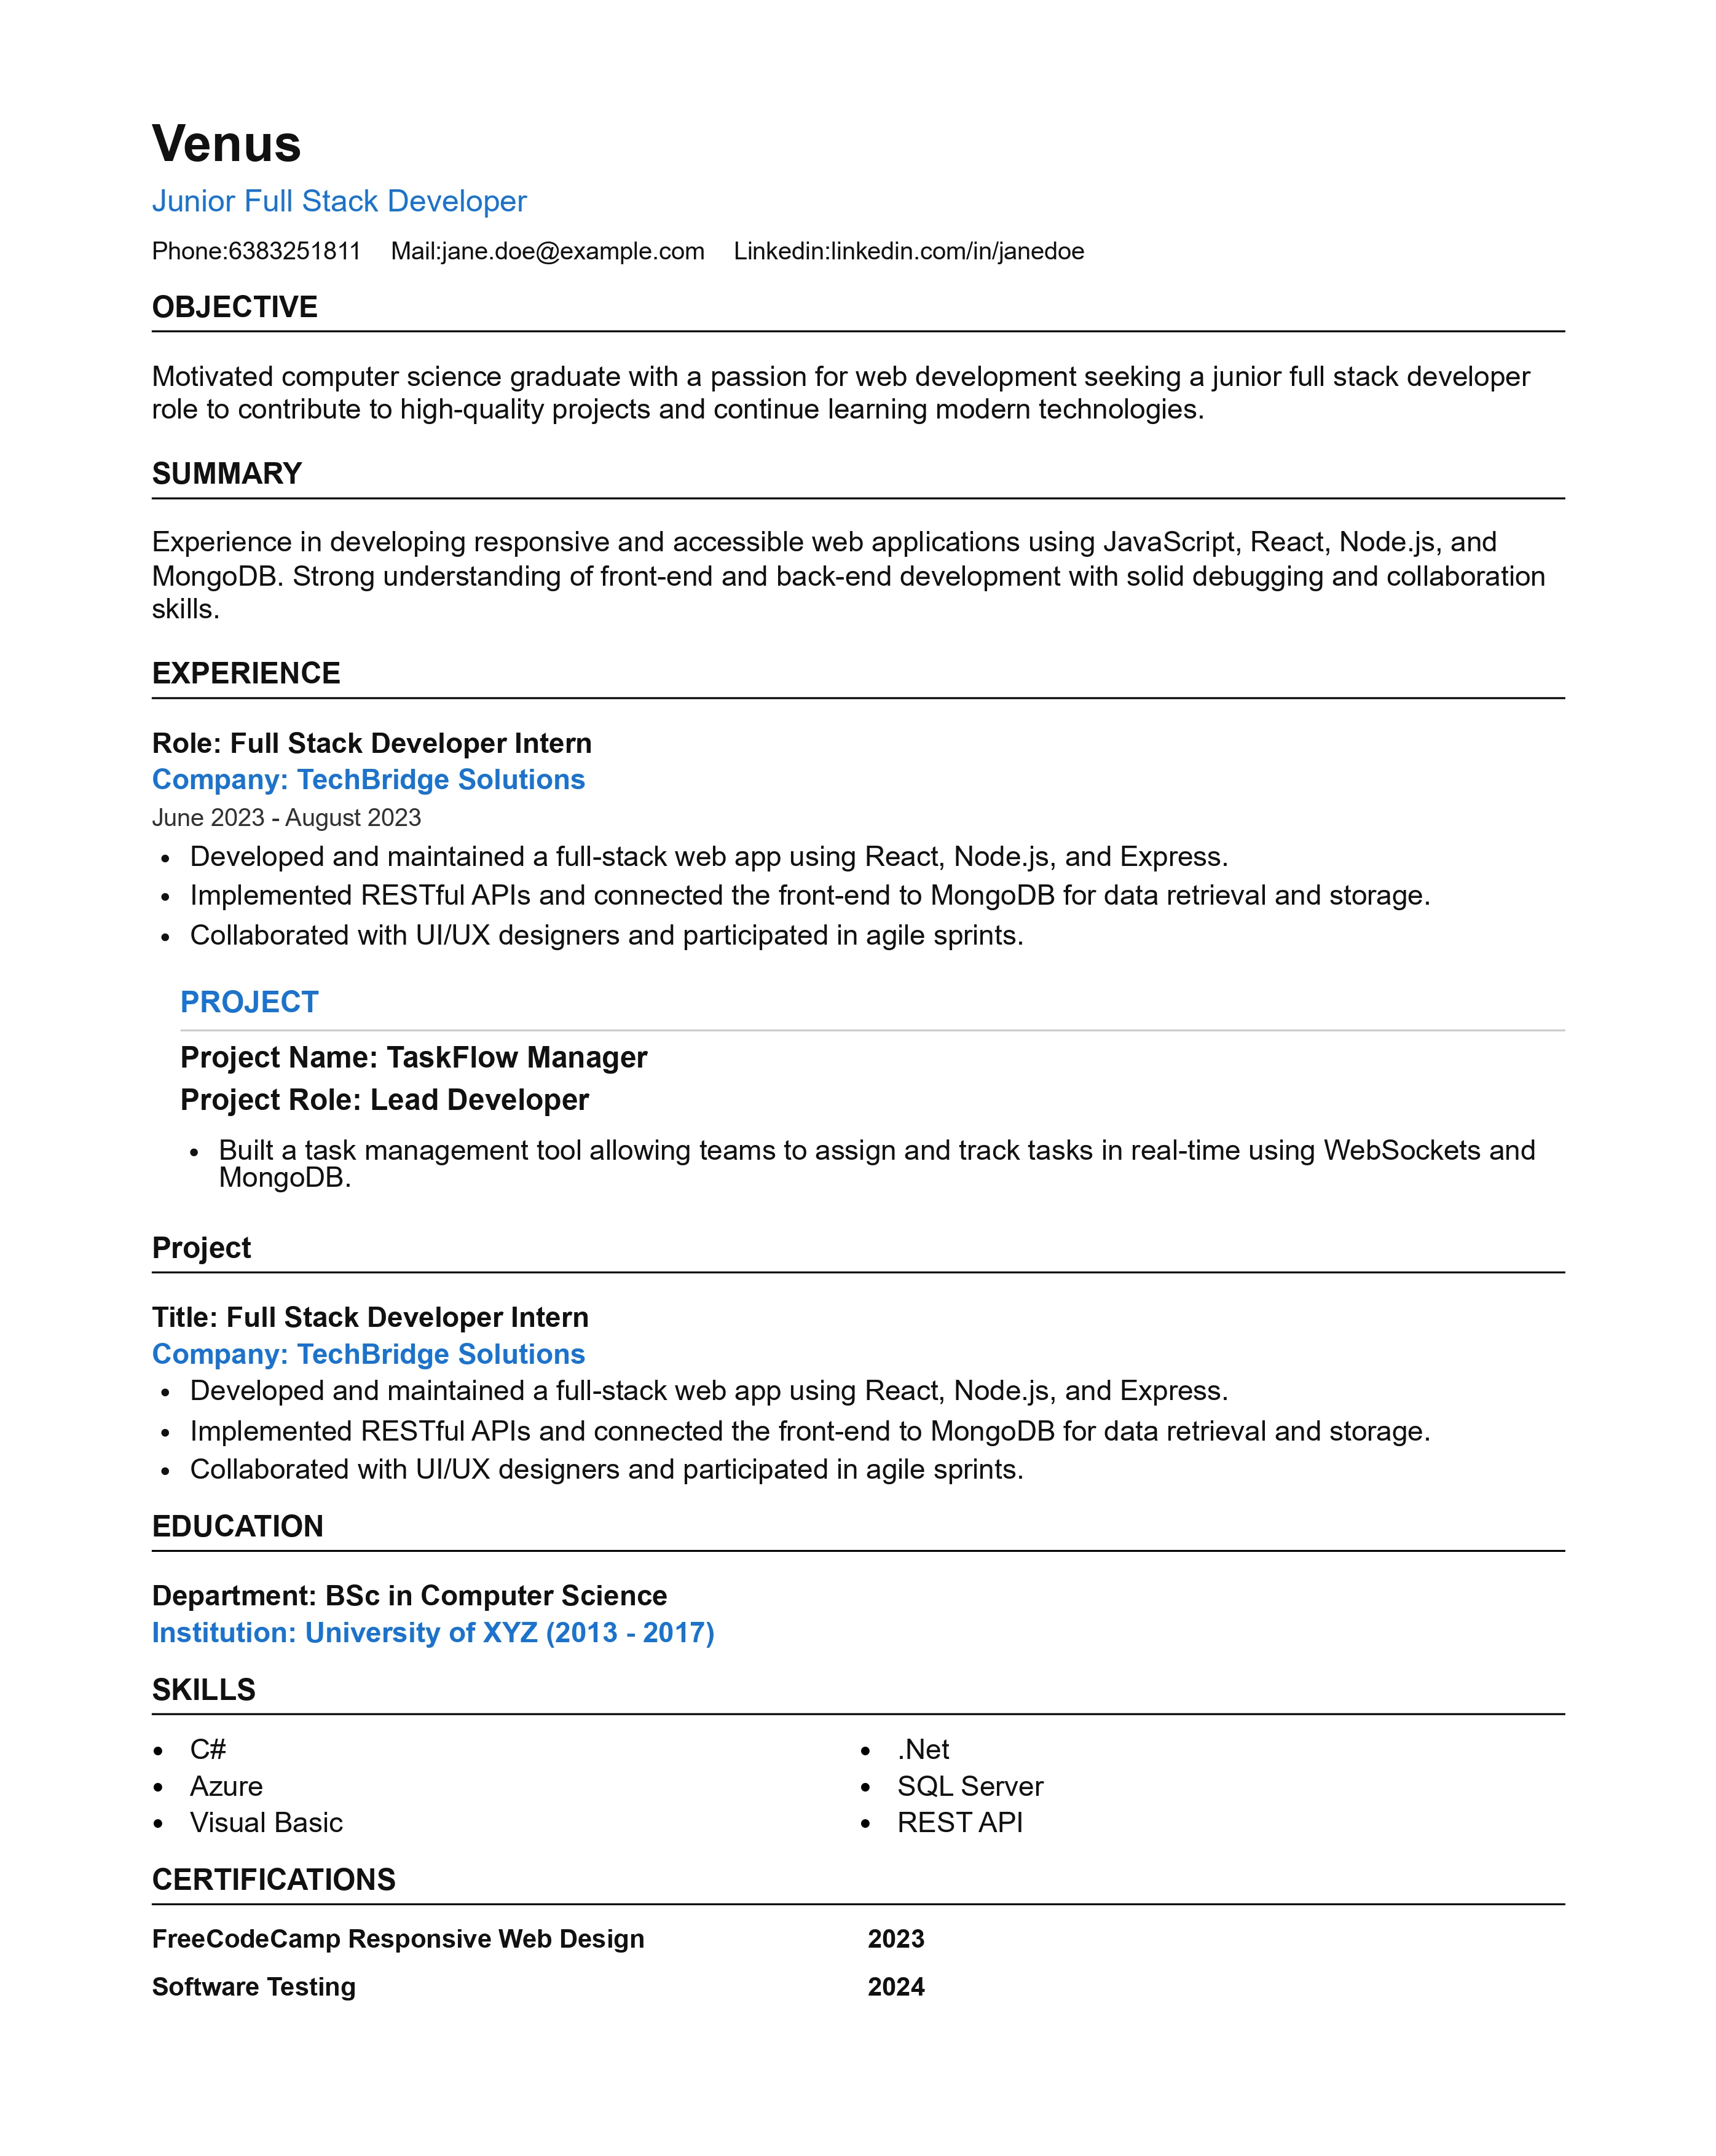 Venus
Junior Full Stack Developer
Phone:6383251811 Mail:jane.doe@example.com Linkedin:linkedin.com/in/janedoe
OBJECTIVE
Motivated computer science graduate with a passion for web development seeking a junior full stack developer
role to contribute to high-quality projects and continue learning modern technologies.
SUMMARY
Experience in developing responsive and accessible web applications using JavaScript, React, Node.js, and
MongoDB. Strong understanding of front-end and back-end development with solid debugging and collaboration
skills.
EXPERIENCE
Role: Full Stack Developer Intern
Company: TechBridge Solutions
June 2023 - August 2023
• Developed and maintained a full-stack web app using React, Node.js, and Express.
• Implemented RESTful APIs and connected the front-end to MongoDB for data retrieval and storage.
• Collaborated with UI/UX designers and participated in agile sprints.
PROJECT
Project Name: TaskFlow Manager
Project Role: Lead Developer
• Built a task management tool allowing teams to assign and track tasks in real-time using WebSockets and
MongoDB.
Project
Title: Full Stack Developer Intern
Company: TechBridge Solutions
• Developed and maintained a full-stack web app using React, Node.js, and Express.
• Implemented RESTful APIs and connected the front-end to MongoDB for data retrieval and storage.
• Collaborated with UI/UX designers and participated in agile sprints.
EDUCATION
Department: BSc in Computer Science
Institution: University of XYZ (2013 - 2017)
SKILLS
• C# • .Net
• Azure • SQL Server
• Visual Basic • REST API
CERTIFICATIONS
FreeCodeCamp Responsive Web Design 2023
Software Testing 2024